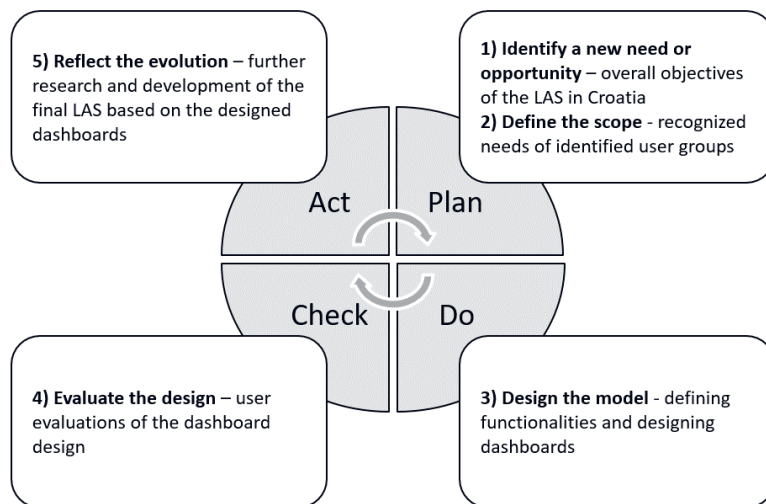 5) Reflect the evolution – further
research and development of the
final LAS based on the designed
dashboards
1) Identify a new need or
opportunity – overall objectives
of the LAS in Croatia
2) Define the scope - recognized
needs of identified user groups
Act
Plan
Check
Do
4) Evaluate the design – user
evaluations of the dashboard
design
3) Design the model - defining
functionalities and designing
dashboards